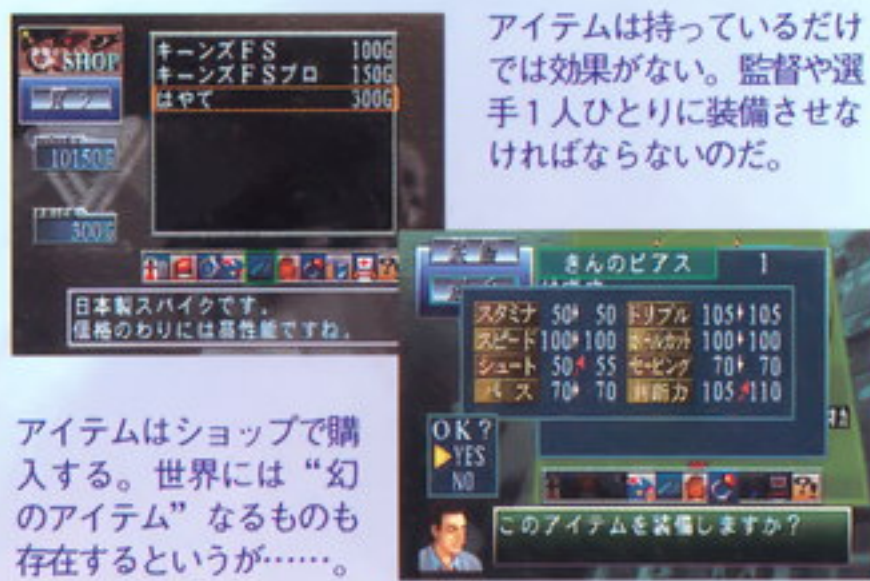 SHOP
キーンズFS 100G
キーンズFSプロ 150G
はやて 300G
10150G
300G
日本製スパイクです。
価格のわりには高性能ですね。
アイテムは持っているだけ
では効果がない。監督や選
手1人ひとりに装備させな
ければならないのだ。
きんのピアス 1
スタミナ 50 50 ドリブル 105 105
スピード 100 100 ボールカット 100 100
シュート 50 55 セービング 70 70
パス 70 70 判断力 105 110
OK?
YES
NO
このアイテムを装備しますか?
アイテムはショップで購
入する。世界には“幻
のアイテム”なるものも
存在するというが……。